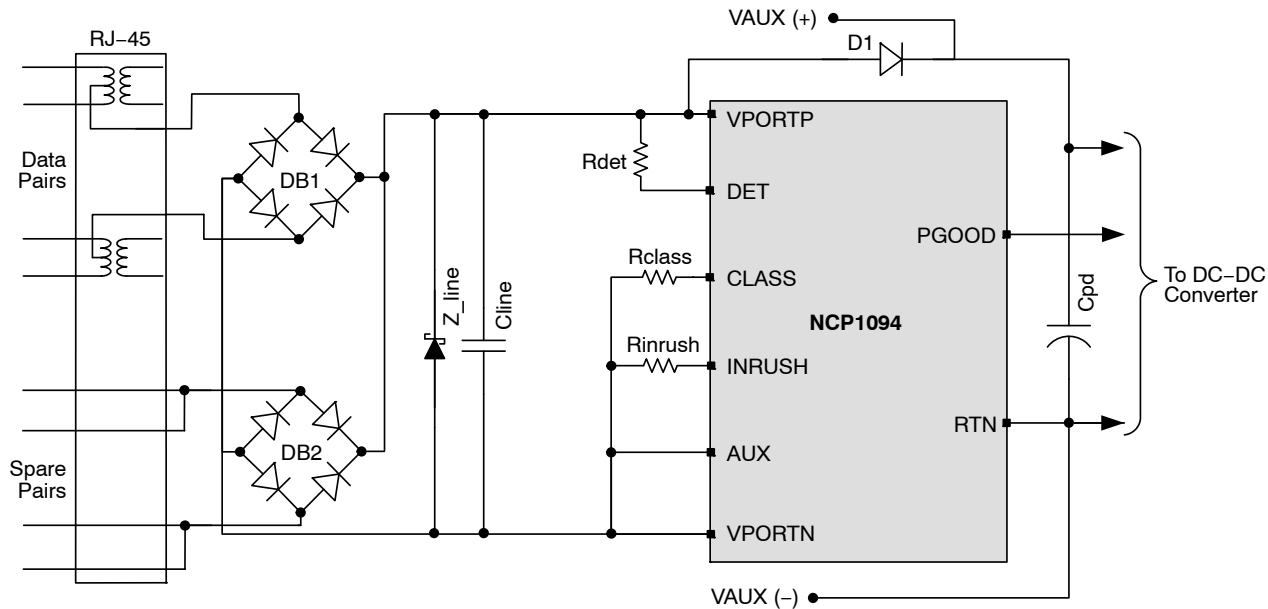 VAUX (+)
RJ−45
D1
VPORTP
Data
Pairs
DB1
Rdet
DET
PGOOD
Rclass
CLASS
To DC−DC
Converter
Z_line
Cline
Cpd
NCP1094
Rinrush
INRUSH
RTN
DB2
AUX
Spare
Pairs
VPORTN
VAUX (−)